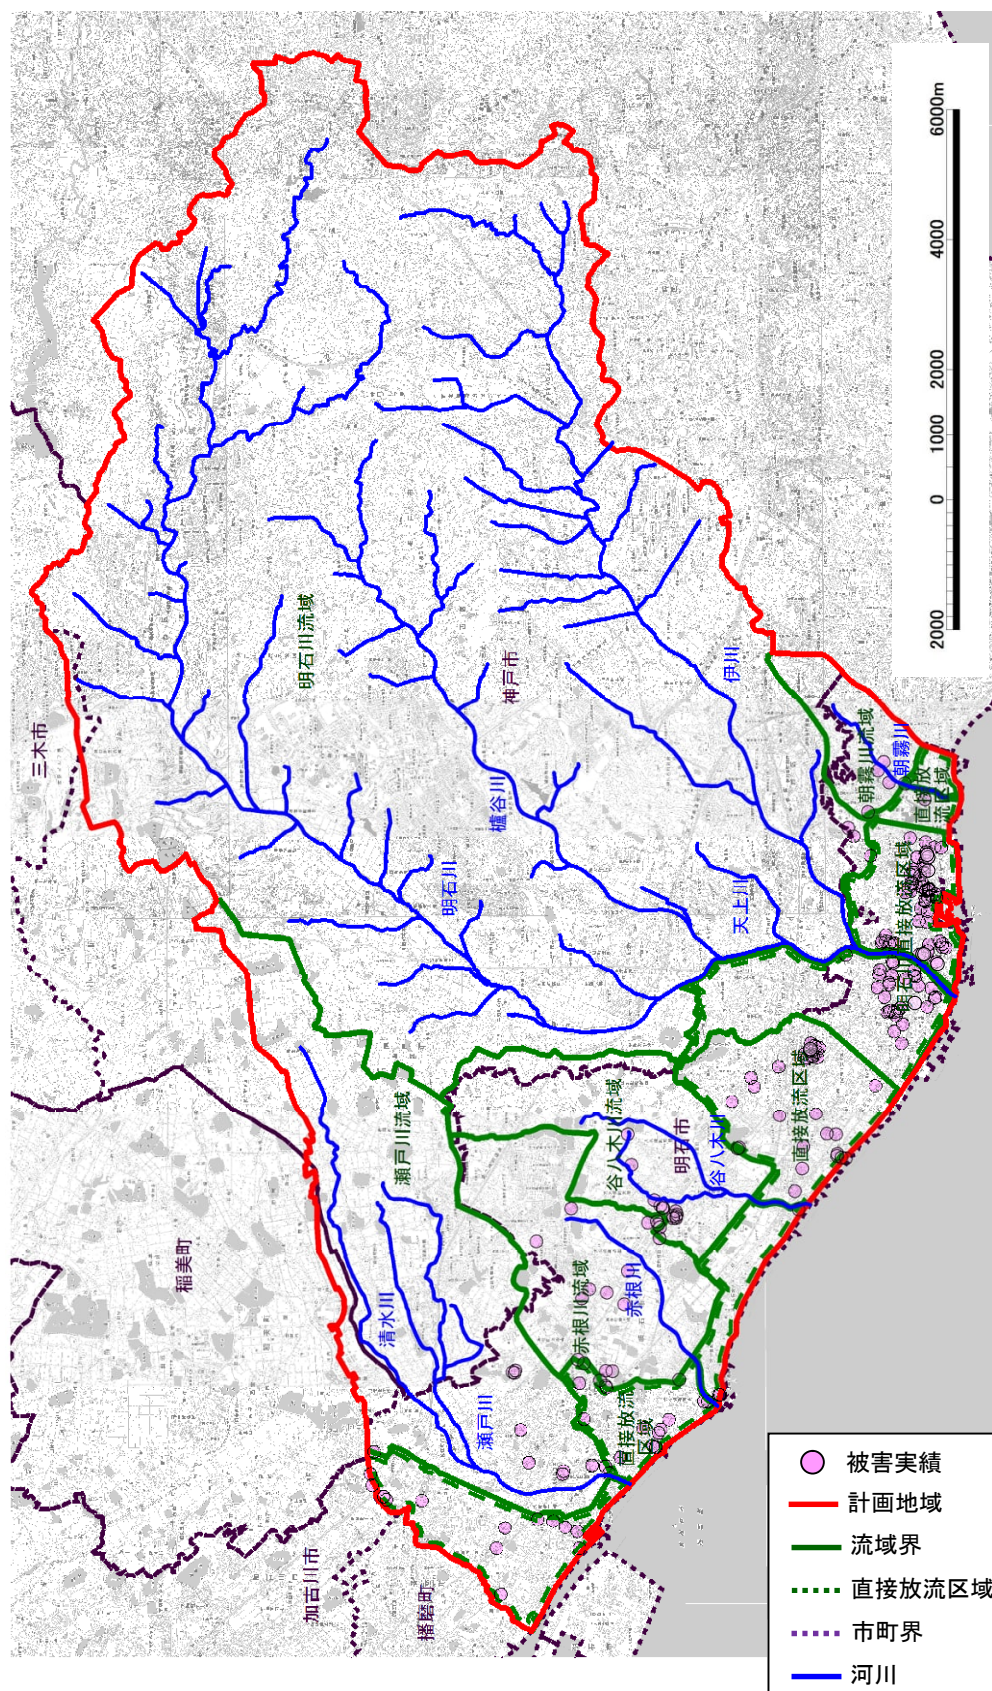 三木市
明石川流域
神戸市
伊川
櫨谷川
明石川
天上川
朝霧川流域
朝霧川
直接放
流区域
明石川直接放流区域
直接放流区域
瀬戸川流域
谷八木川流域
明石市
谷八木川
稲美町
清水川
赤根川流域
赤根川
瀬戸川
直接放流
区域
加古川市
播磨町
2000
0
1000
2000
4000
6000m
被害実績
計画地域
流域界
直接放流区域
市町界
河川